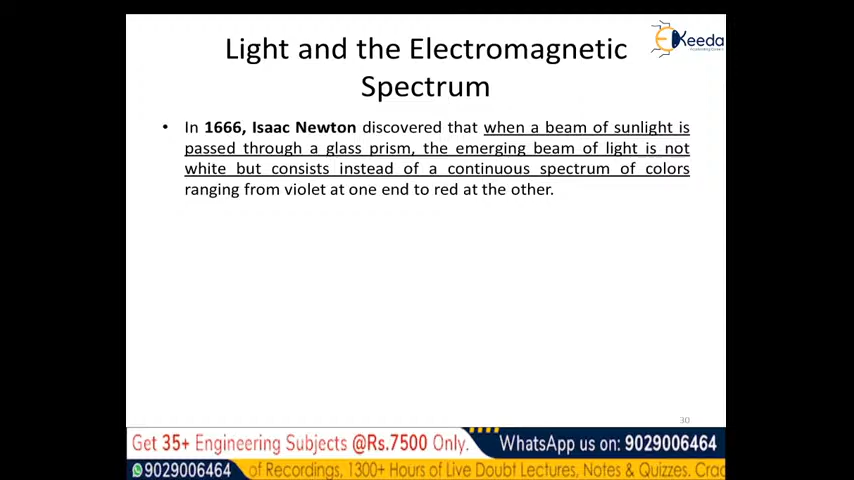 Light and the Electromagnetic
Spectrum
EKeeda
• In 1666, Isaac Newton discovered that when a beam of sunlight is
passed through a glass prism, the emerging beam of light is not
white but consists instead of a continuous spectrum of colors
ranging from violet at one end to red at the other.
30
Get 35+ Engineering Subjects @Rs.7500 Only.
WhatsApp us on: 9029006464
9029006464
of Recordings, 1300+ Hours of Live Doubt Lectures, Notes & Quizzes. Crac